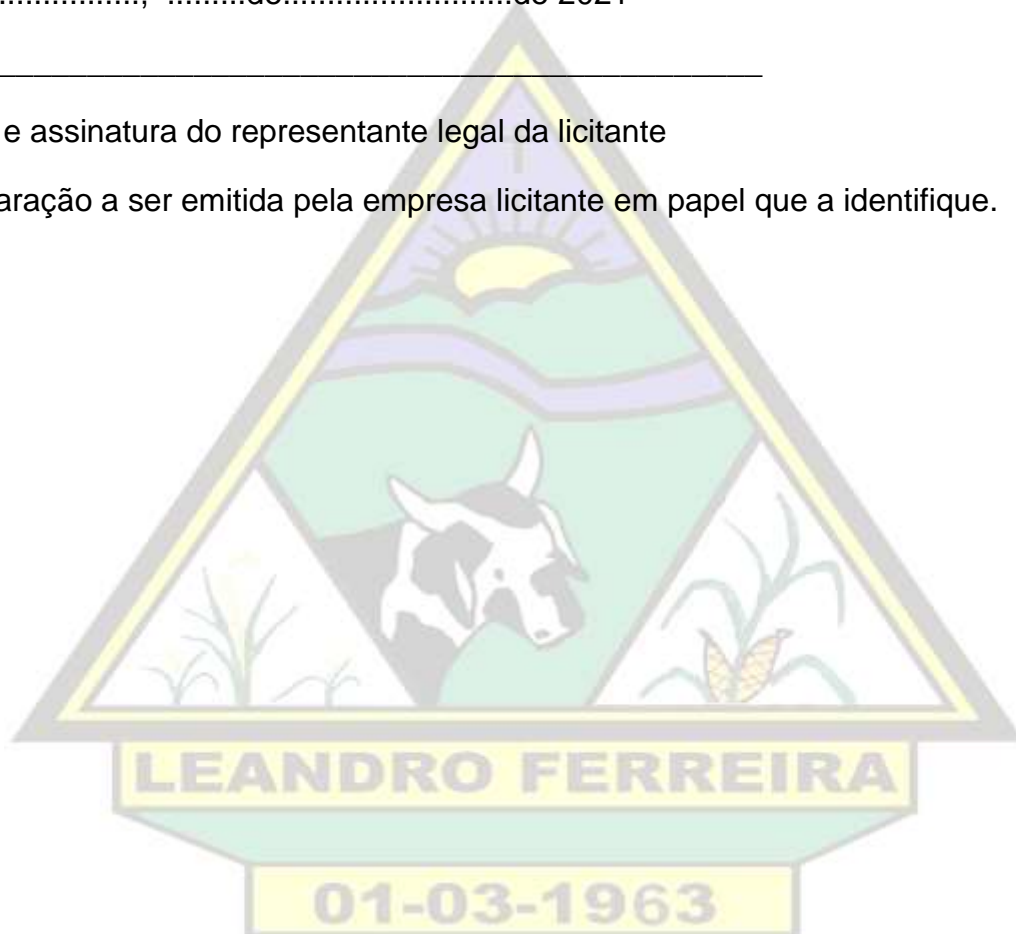 ................, .........de............................de 2021
___________________________________________
e assinatura do representante legal da licitante
aração a ser emitida pela empresa licitante em papel que a identifique.
LEANDRO FERREIRA
01-03-1963